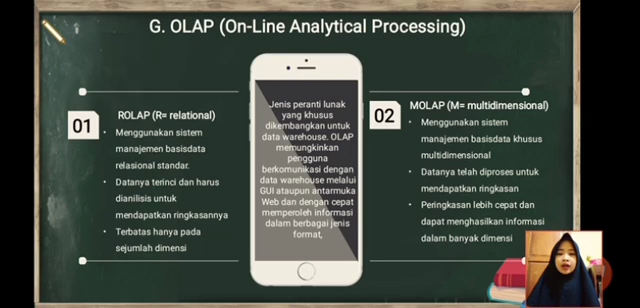 G. OLAP (On-Line Analytical Processing)
01
ROLAP (R= relational)
• Menggunakan sistem
manajemen basisdata
relasional standar.
• Datanya terinci dan harus
dianilisis untuk
mendapatkan ringkasannya
• Terbatas hanya pada
sejumlah dimensi
Jenis peranti lunak
yang khusus
dikembangkan untuk
data warehouse. OLAP
memungkinkan
pengguna
berkomunikasi dengan
data warehouse melalui
GUI ataupun antarmuka
Web dan dengan cepat
memperoleh informasi
dalam berbagai jenis
format,
02
MOLAP (M= multidimensional)
• Menggunakan sistem
manajemen basisdata khusus
multidimensional
• Datanya telah diproses untuk
mendapatkan ringkasan
• Peringkasan lebih cepat dan
dapat menghasilkan informasi
dalam banyak dimensi